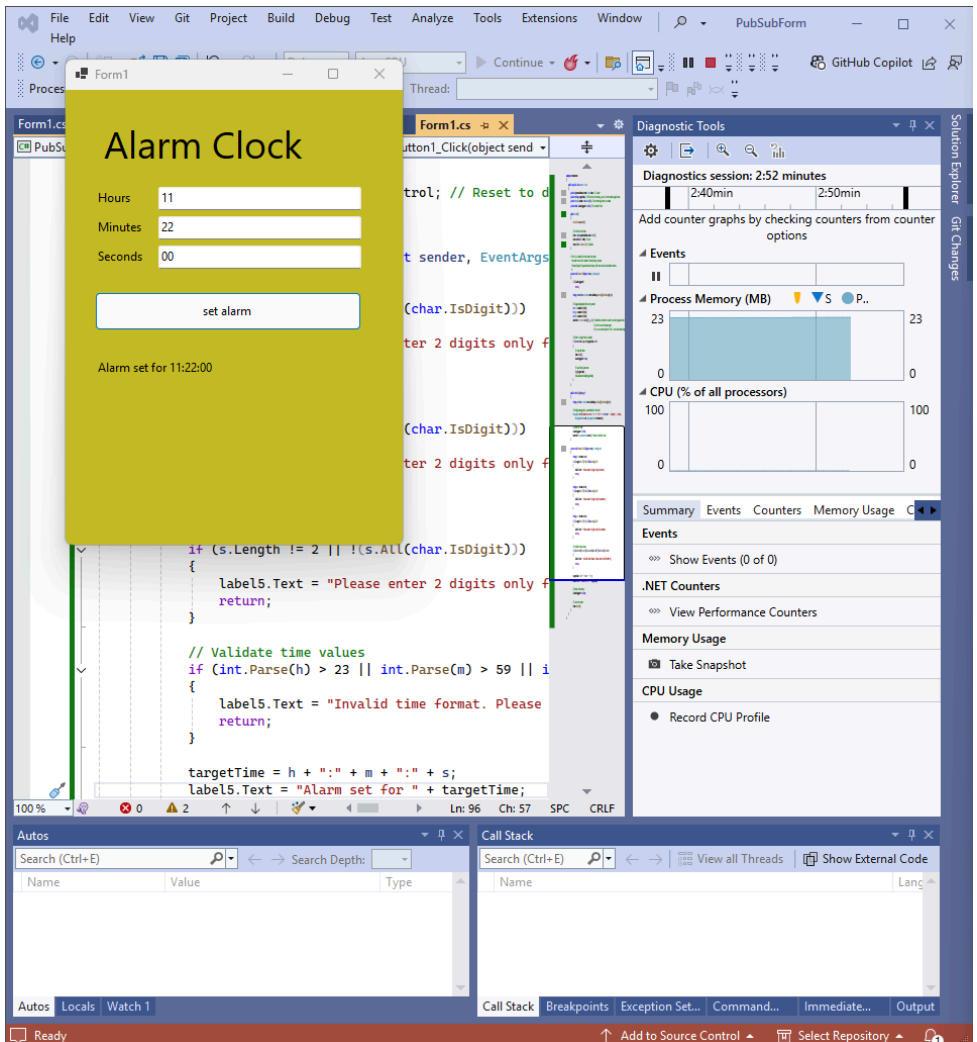 File Edit View Git Project Build Debug Test Analyze Tools Extensions Window PubSubForm
Help
Continue GitHub Copilot
Proces Thread:
Form1
Alarm Clock
Hours 11
Minutes 22
Seconds 00
set alarm
Alarm set for 11:22:00
Form1.cs Form1.cs
PubSu utton1_Click(object send
trol; // Reset to d
t sender, EventArgs
(char.IsDigit)))
ter 2 digits only f
(char.IsDigit)))
ter 2 digits only f
if (s.Length != 2 || !(s.All(char.IsDigit)))
{
label5.Text = "Please enter 2 digits only f
return;
}
// Validate time values
if (int.Parse(h) > 23 || int.Parse(m) > 59 || i
{
label5.Text = "Invalid time format. Please
return;
}
targetTime = h + ":" + m + ":" + s;
label5.Text = "Alarm set for " + targetTime;
100 % 0 2 Ln: 96 Ch: 57 SPC CRLF
Diagnostic Tools
Diagnostics session: 2:52 minutes
2:40min 2:50min
Add counter graphs by checking counters from counter
options
Events
Process Memory (MB) S P..
23 23
0 0
CPU (% of all processors)
100 100
0 0
Summary Events Counters Memory Usage C
Events
Show Events (0 of 0)
.NET Counters
View Performance Counters
Memory Usage
Take Snapshot
CPU Usage
Record CPU Profile
Solution Explorer
Git Changes
Autos
Search (Ctrl+E) Search Depth:
Name Value Type
Autos Locals Watch 1
Call Stack
Search (Ctrl+E) View all Threads Show External Code
Name Lang
Call Stack Breakpoints Exception Set... Command... Immediate... Output
Ready Add to Source Control Select Repository 1